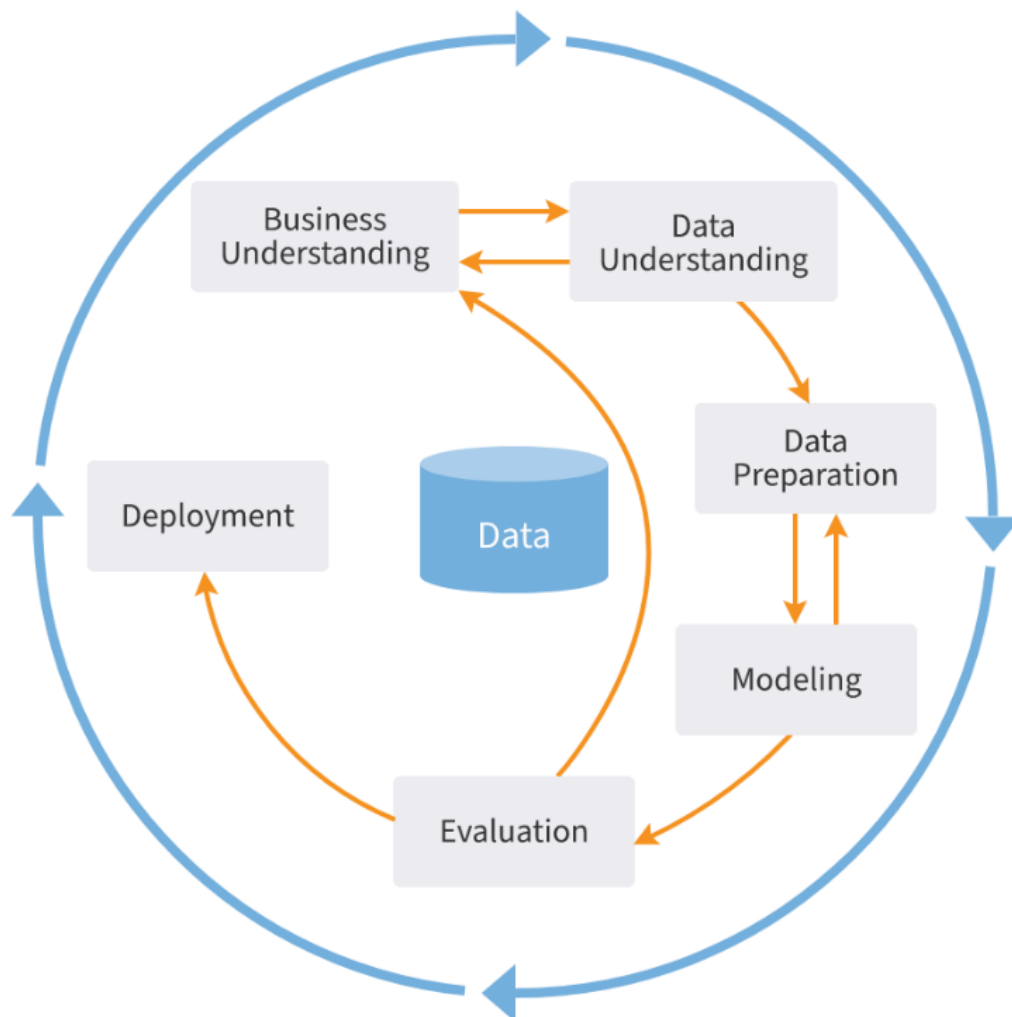 Business
Understanding
Data
Understanding
Data
Preparation
Modeling
Evaluation
Deployment
Data